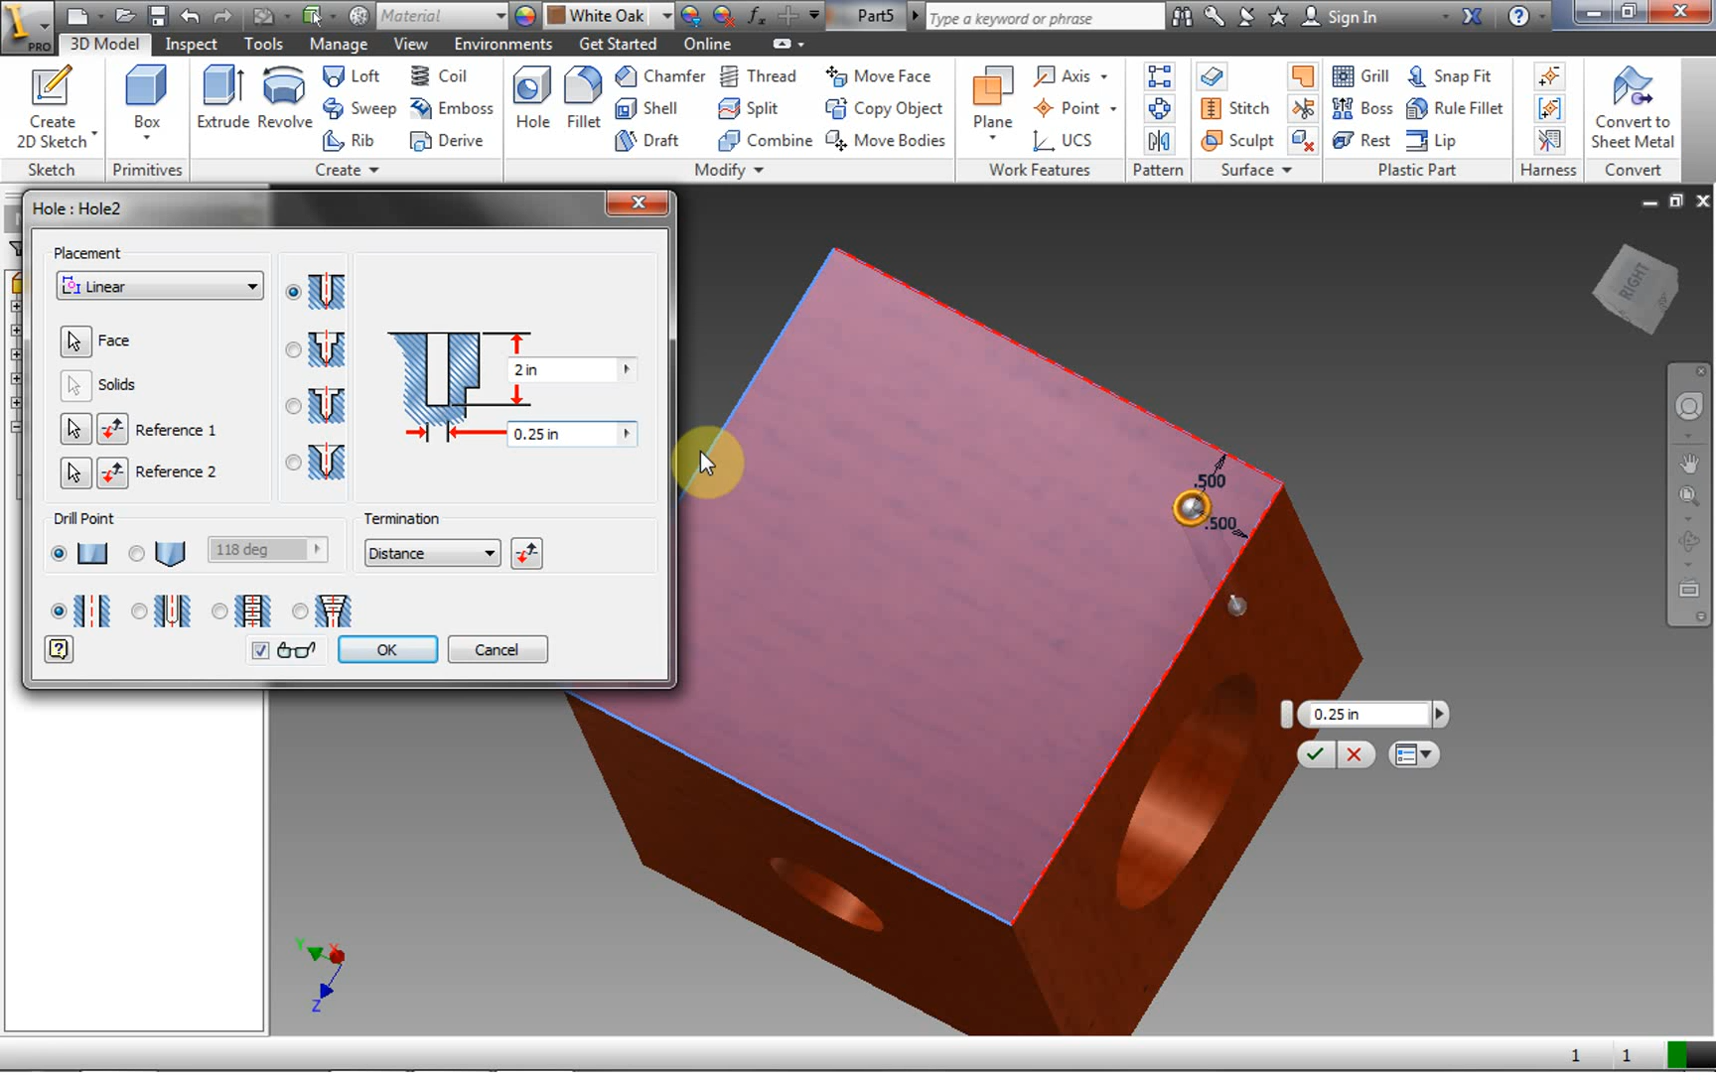 PRO
Material
White Oak
Part5
Type a keyword or phrase
Sign In
3D Model
Inspect
Tools
Manage
View
Environments
Get Started
Online
Create
2D Sketch
Box
Extrude
Revolve
Loft
Sweep
Rib
Coil
Emboss
Derive
Hole
Fillet
Chamfer
Shell
Draft
Thread
Split
Combine
Move Face
Copy Object
Move Bodies
Plane
Axis
Point
UCS
Stitch
Sculpt
Grill
Boss
Rest
Snap Fit
Rule Fillet
Lip
Convert to
Sheet Metal
Sketch
Primitives
Create
Modify
Work Features
Pattern
Surface
Plastic Part
Harness
Convert
Hole : Hole2
Placement
Linear
Face
Solids
Reference 1
Reference 2
2 in
0.25 in
Drill Point
118 deg
Termination
Distance
OK
Cancel
RIGHT
.500
.500
0.25 in
Y
X
Z
1
1